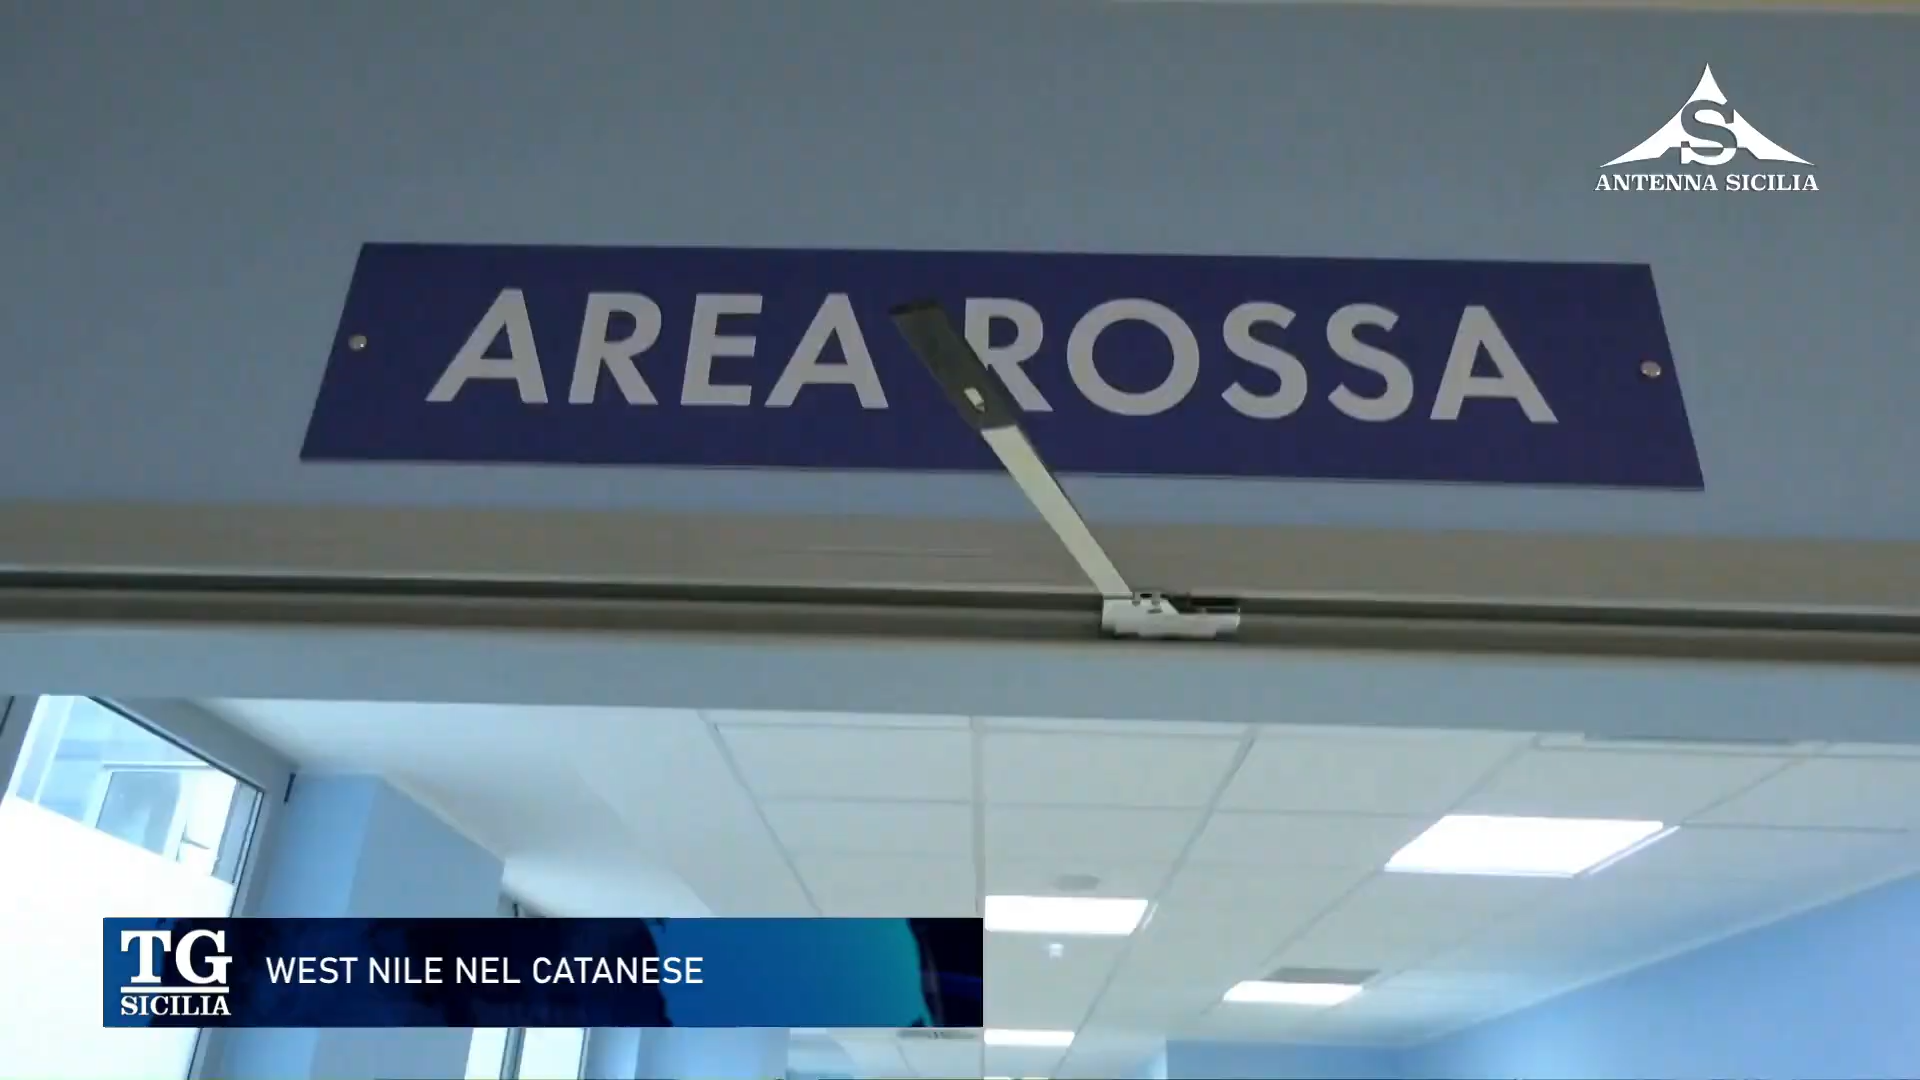 S
ANTENNA SICILIA
AREA ROSSA
TG
SICILIA
WEST NILE NEL CATANESE